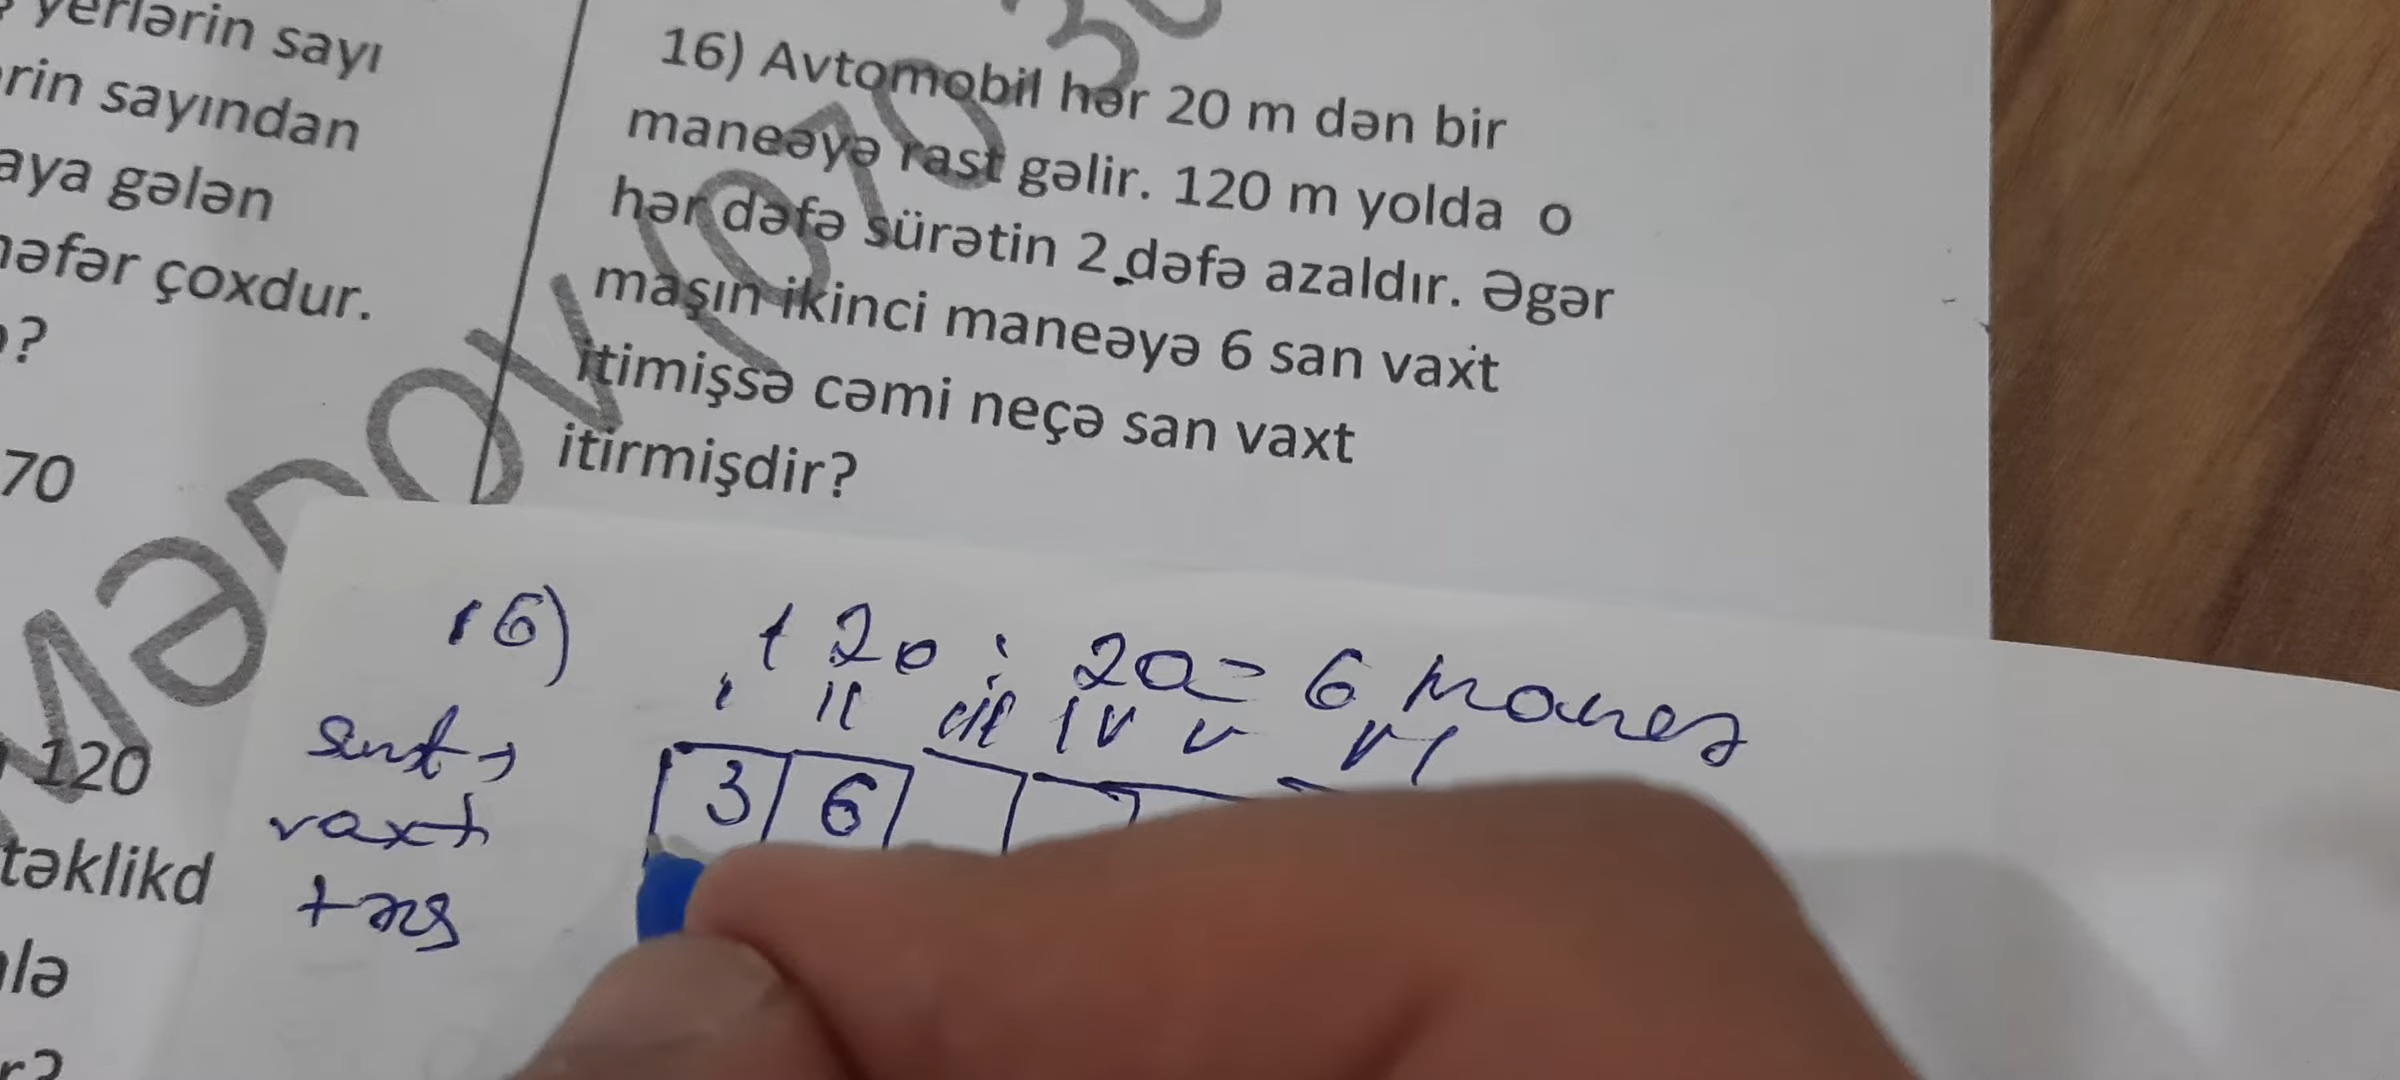 yerlərin sayı
rin sayından
aya gələn
nəfər çoxdur.
?
70
120
təklikd
lə
r?
16) Avtomobil hər 20 m dən bir
maneəyə rast gəlir. 120 m yolda o
hər dəfə sürətin 2 dəfə azaldır. Əgər
maşın ikinci maneəyə 6 san vaxt
itimişsə cəmi neçə san vaxt
itirmişdir?
16) 120 : 20 = 6 maneə
I II III IV V VI
3 6
vaxt
+ərs